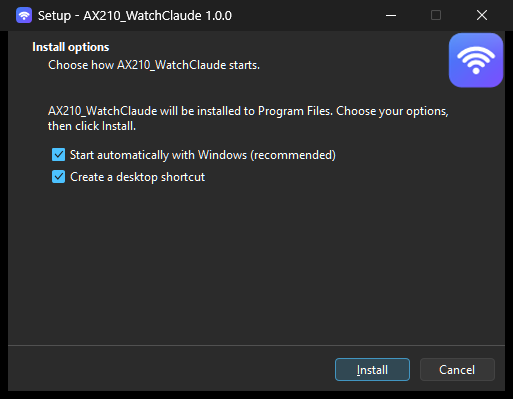 Setup - AX210_WatchClaude 1.0.0
Install options
Choose how AX210_WatchClaude starts.
AX210_WatchClaude will be installed to Program Files. Choose your options,
then click Install.
Start automatically with Windows (recommended)
Create a desktop shortcut
Install
Cancel